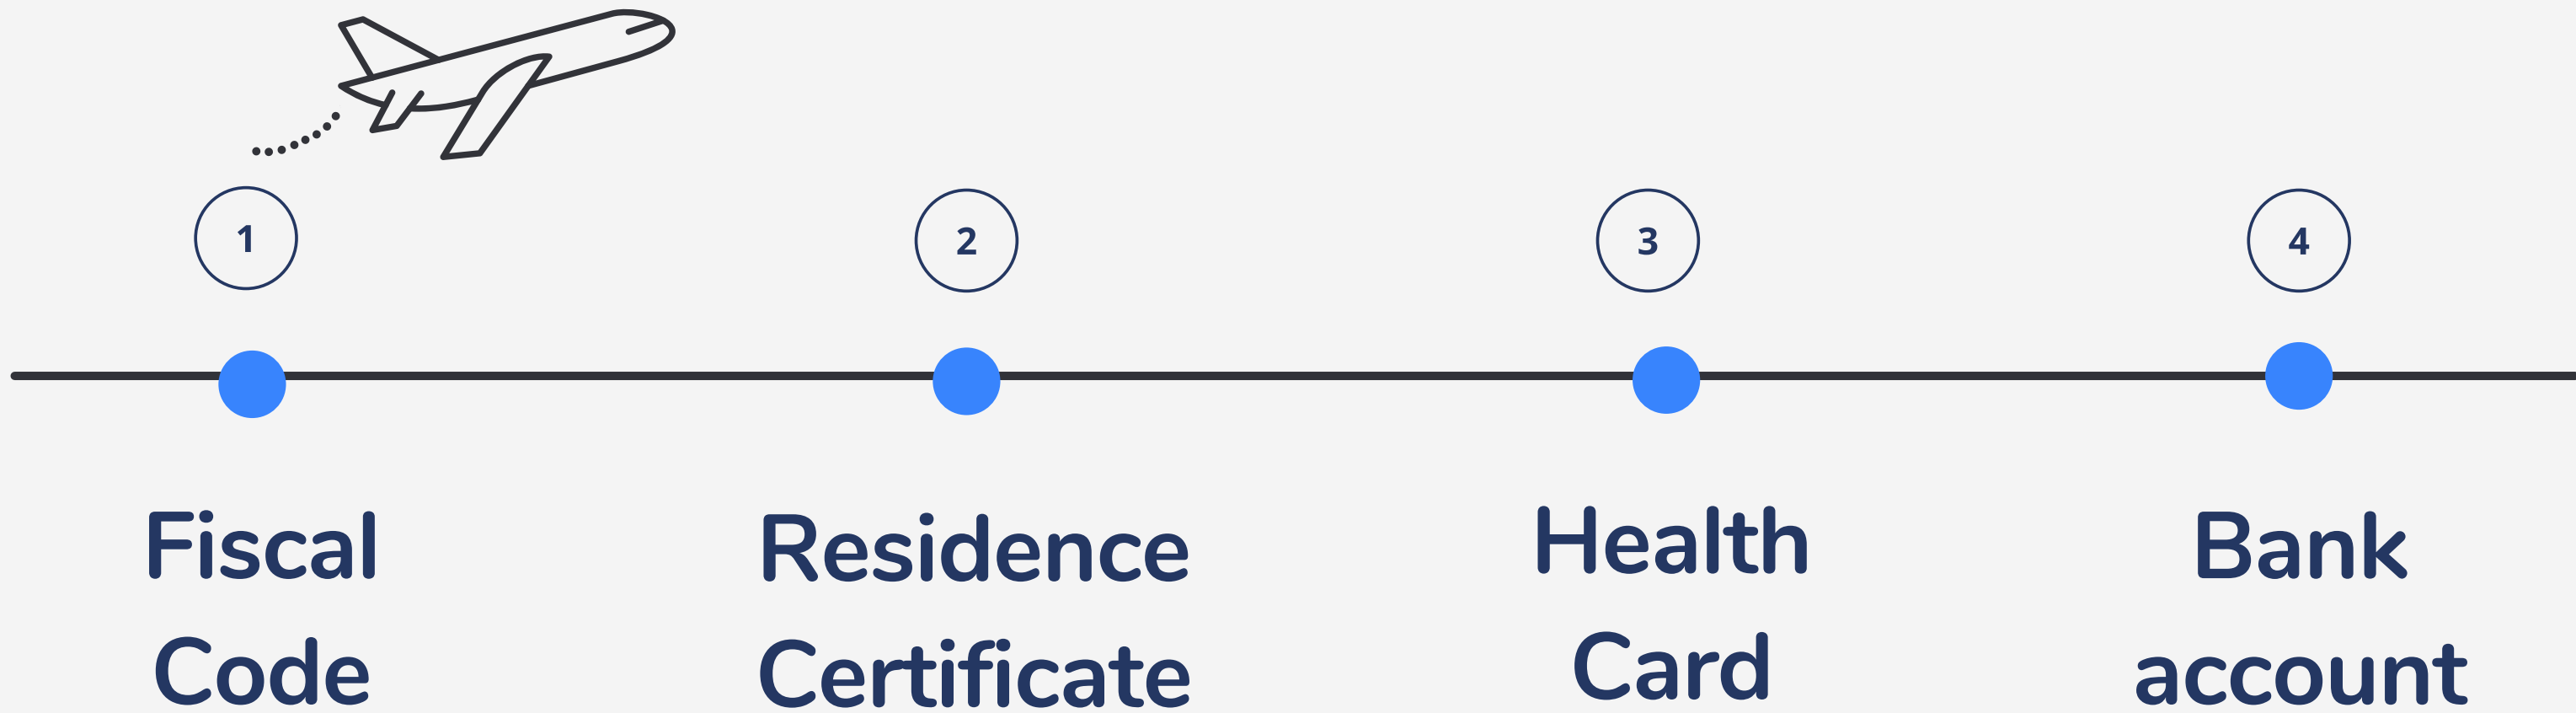 1
2
3
4
Fiscal
Code
Residence
Certificate
Health
Card
Bank
account